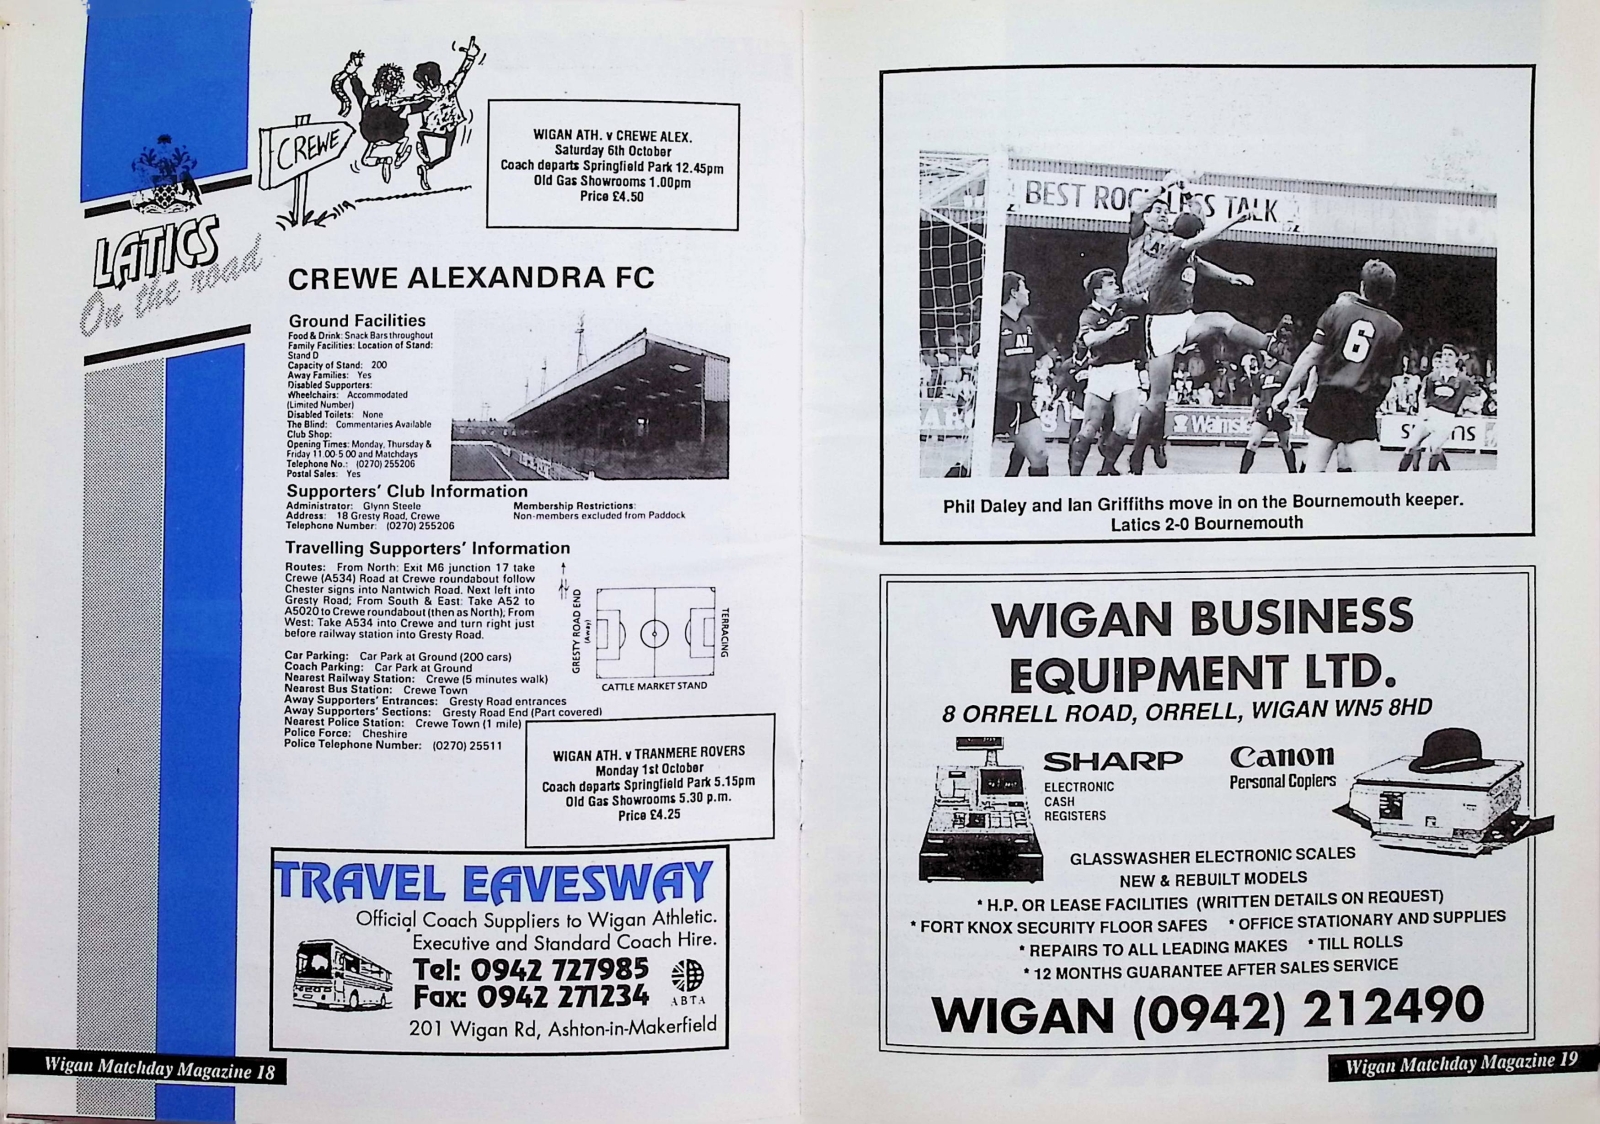 CREWE
WIGAN ATH. v CREWE ALEX.
Saturday 6th October
Coach departs Springfield Park 12.45pm
Old Gas Showrooms 1.00pm
Price £4.50
LATICS
On the road
CREWE ALEXANDRA FC
Ground Facilities
Food & Drink: Snack Bars throughout
Family Facilities: Location of Stand:
Stand D
Capacity of Stand: 200
Away Families: Yes
Disabled Supporters:
Wheelchairs: Accommodated
(Limited Number)
Disabled Toilets: None
The Blind: Commentaries Available
Club Shop:
Opening Times: Monday, Thursday &
Friday 11.00-5.00 and Matchdays
Telephone No.: (0270) 255206
Postal Sales: Yes
Supporters' Club Information
Administrator: Glynn Steele
Address: 18 Gresty Road, Crewe
Telephone Number: (0270) 255206
Membership Restrictions:
Non-members excluded from Paddock
Travelling Supporters' Information
Routes: From North: Exit M6 junction 17 take
Crewe (A534) Road at Crewe roundabout follow
Chester signs into Nantwich Road. Next left into
Gresty Road; From South & East: Take A52 to
A5020 to Crewe roundabout (then as North); From
West: Take A534 into Crewe and turn right just
before railway station into Gresty Road.
GRESTY ROAD END
(Away)
TERRACING
CATTLE MARKET STAND
Car Parking: Car Park at Ground (200 cars)
Coach Parking: Car Park at Ground
Nearest Railway Station: Crewe (5 minutes walk)
Nearest Bus Station: Crewe Town
Away Supporters' Entrances: Gresty Road entrances
Away Supporters' Sections: Gresty Road End (Part covered)
Nearest Police Station: Crewe Town (1 mile)
Police Force: Cheshire
Police Telephone Number: (0270) 25511
WIGAN ATH. v TRANMERE ROVERS
Monday 1st October
Coach departs Springfield Park 5.15pm
Old Gas Showrooms 5.30 p.m.
Price £4.25
TRAVEL EAVESWAY
Official Coach Suppliers to Wigan Athletic.
Executive and Standard Coach Hire.
Tel: 0942 727985
Fax: 0942 271234
ABTA
201 Wigan Rd, Ashton-in-Makerfield
Wigan Matchday Magazine 18
BEST ROCK CLASS TALK
6
Phil Daley and Ian Griffiths move in on the Bournemouth keeper.
Latics 2-0 Bournemouth
WIGAN BUSINESS
EQUIPMENT LTD.
8 ORRELL ROAD, ORRELL, WIGAN WN5 8HD
SHARP
ELECTRONIC
CASH
REGISTERS
Canon
Personal Copiers
GLASSWASHER ELECTRONIC SCALES
NEW & REBUILT MODELS
* H.P. OR LEASE FACILITIES (WRITTEN DETAILS ON REQUEST)
* FORT KNOX SECURITY FLOOR SAFES * OFFICE STATIONARY AND SUPPLIES
* REPAIRS TO ALL LEADING MAKES * TILL ROLLS
* 12 MONTHS GUARANTEE AFTER SALES SERVICE
WIGAN (0942) 212490
Wigan Matchday Magazine 19